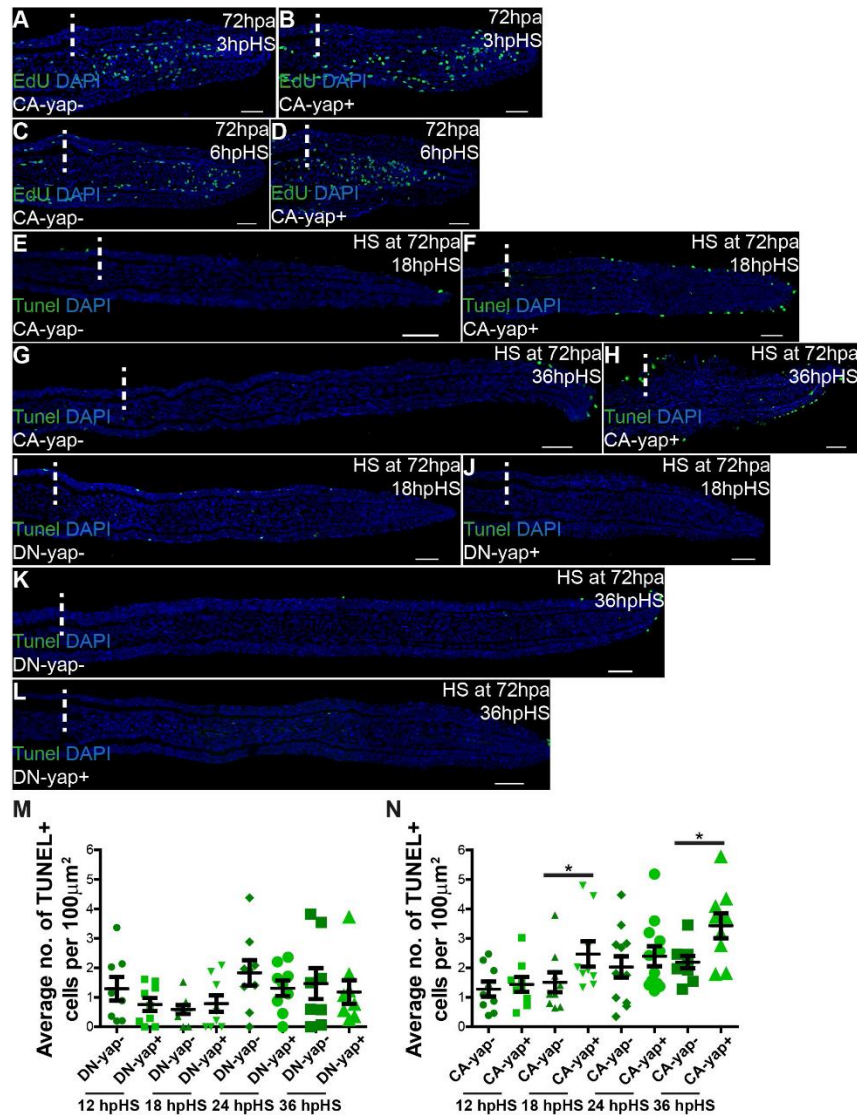 A
72hpa
3hpHS
EdU DAPI
CA-yap-
B
72hpa
3hpHS
EdU DAPI
CA-yap+
C
72hpa
6hpHS
EdU DAPI
CA-yap-
D
72hpa
6hpHS
EdU DAPI
CA-yap+
E
HS at 72hpa
18hpHS
Tunel DAPI
CA-yap-
F
HS at 72hpa
18hpHS
Tunel DAPI
CA-yap+
G
HS at 72hpa
36hpHS
Tunel DAPI
CA-yap-
H
HS at 72hpa
36hpHS
Tunel DAPI
CA-yap+
I
HS at 72hpa
18hpHS
Tunel DAPI
DN-yap-
J
HS at 72hpa
18hpHS
Tunel DAPI
DN-yap+
K
HS at 72hpa
36hpHS
Tunel DAPI
DN-yap-
L
HS at 72hpa
36hpHS
Tunel DAPI
DN-yap+
M
Average no. of TUNEL+
cells per 100µm²
6
5
4
3
2
1
0
DN-yap- DN-yap+ DN-yap- DN-yap+ DN-yap- DN-yap+ DN-yap- DN-yap+
12 hpHS 18 hpHS 24 hpHS 36 hpHS
N
Average no. of TUNEL+
cells per 100µm²
6
5
4
3
2
1
0
* *
CA-yap- CA-yap+ CA-yap- CA-yap+ CA-yap- CA-yap+ CA-yap- CA-yap+
12 hpHS 18 hpHS 24 hpHS 36 hpHS